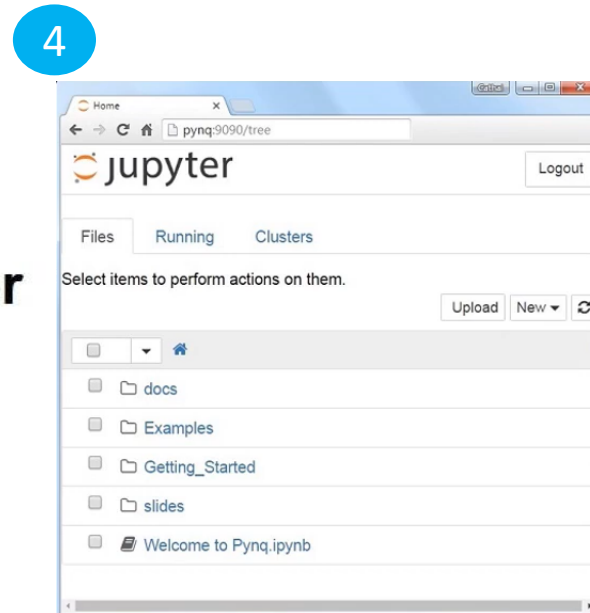 4
Home
pynq:9090/tree
jupyter
Logout
Files Running Clusters
r
Select items to perform actions on them.
Upload New
docs
Examples
Getting_Started
slides
Welcome to Pynq.ipynb